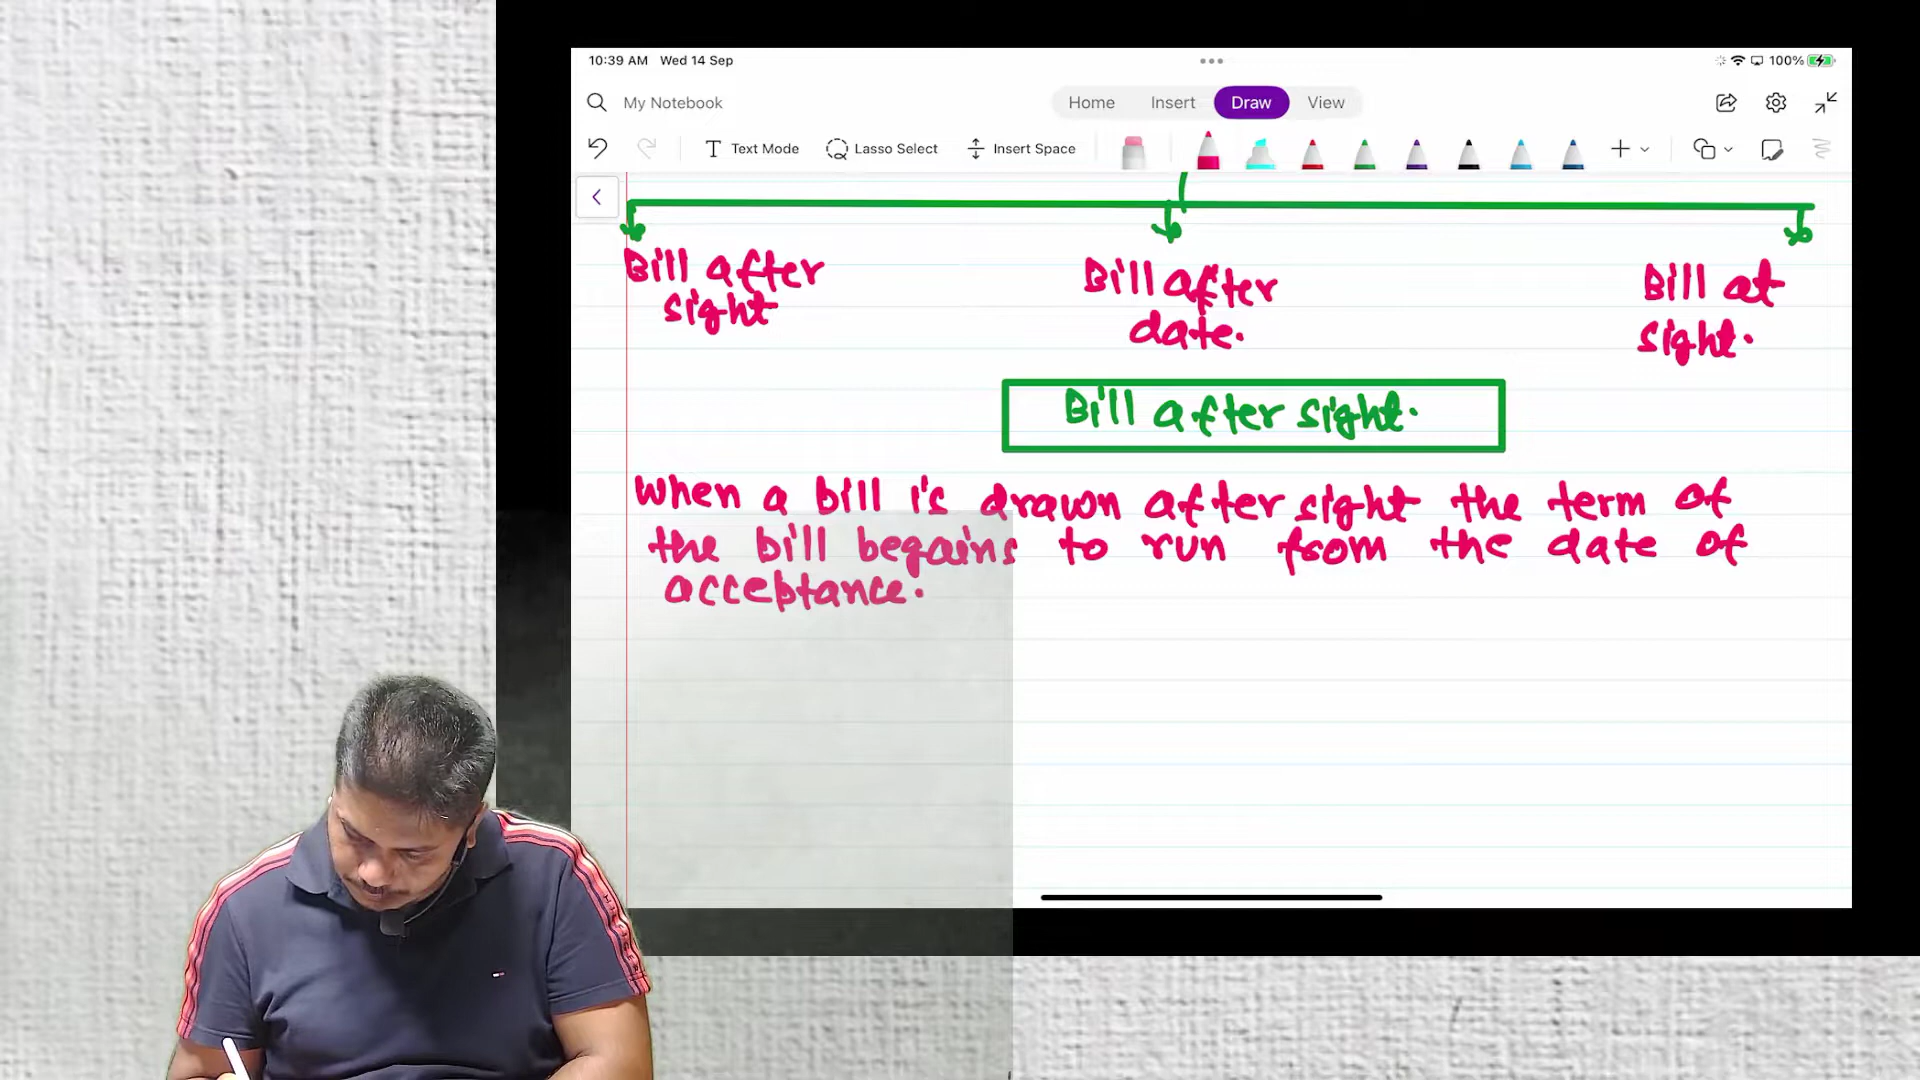 10:39 AM Wed 14 Sep
100%
My Notebook
Home Insert Draw View
Text Mode Lasso Select Insert Space
Bill after
sight
Bill after
date.
Bill at
sight.
Bill after sight.
When a bill is drawn after sight the term of
the bill begains to run from the date of
acceptance.